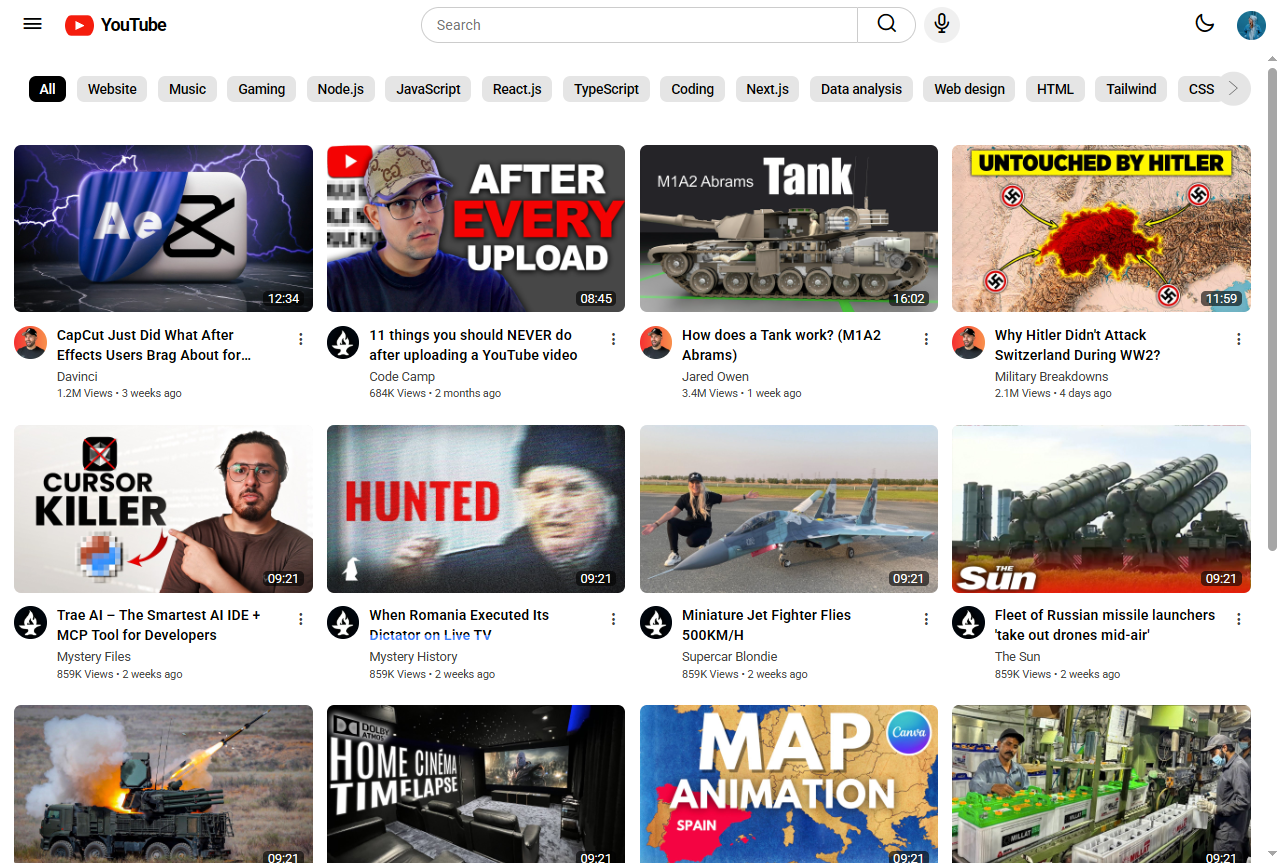 YouTube
Search
All
Website
Music
Gaming
Node.js
JavaScript
React.js
TypeScript
Coding
Next.js
Data analysis
Web design
HTML
Tailwind
CSS
Ae
12:34
AFTER
EVERY
UPLOAD
08:45
M1A2 Abrams Tank
16:02
UNTOUCHED BY HITLER
11:59
CapCut Just Did What After
Effects Users Brag About for...
Davinci
1.2M Views • 3 weeks ago
11 things you should NEVER do
after uploading a YouTube video
Code Camp
684K Views • 2 months ago
How does a Tank work? (M1A2
Abrams)
Jared Owen
3.4M Views • 1 week ago
Why Hitler Didn't Attack
Switzerland During WW2?
Military Breakdowns
2.1M Views • 4 days ago
CURSOR
KILLER
09:21
HUNTED
09:21
09:21
THE
Sun
09:21
Trae AI – The Smartest AI IDE +
MCP Tool for Developers
Mystery Files
859K Views • 2 weeks ago
When Romania Executed Its
Dictator on Live TV
Mystery History
859K Views • 2 weeks ago
Miniature Jet Fighter Flies
500KM/H
Supercar Blondie
859K Views • 2 weeks ago
Fleet of Russian missile launchers
'take out drones mid-air'
The Sun
859K Views • 2 weeks ago
09:21
DOLBY
ATMOS
HOME CINÉMA
TIMELAPSE
09:21
MAP
Canva
ANIMATION
SPAIN
09:21
MILLAT
09:21